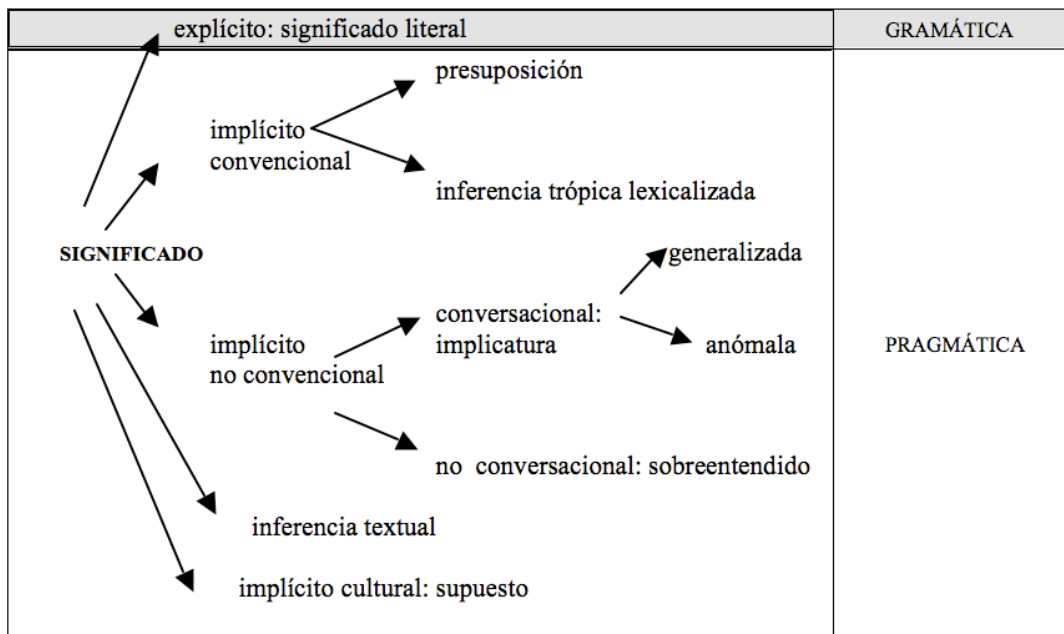 explícito: significado literal
GRAMÁTICA
presuposición
implícito
convencional
inferencia trópica lexicalizada
SIGNIFICADO
generalizada
conversacional:
implicatura
anómala
PRAGMÁTICA
implícito
no convencional
no conversacional: sobreentendido
inferencia textual
implícito cultural: supuesto